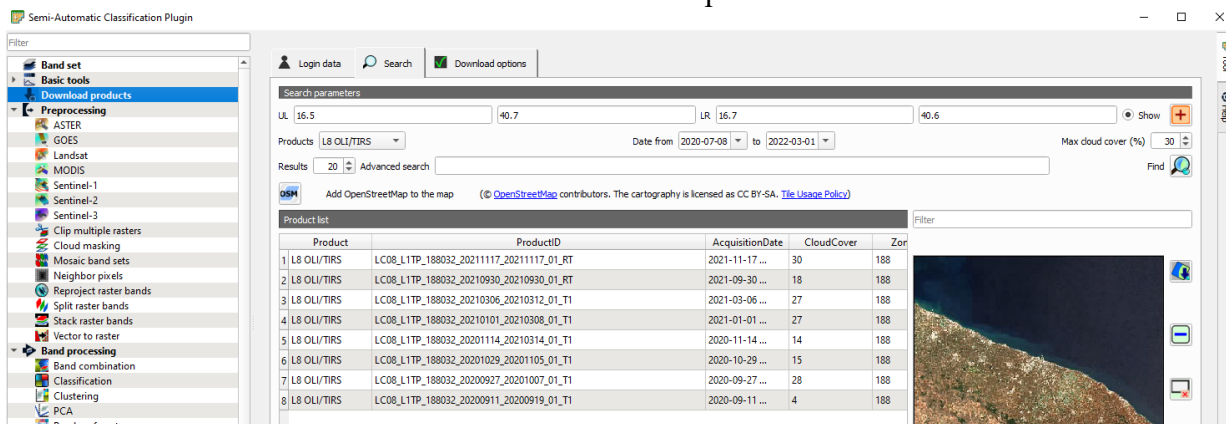 Semi-Automatic Classification Plugin
Filter
Band set
Basic tools
Download products
Preprocessing
ASTER
GOES
Landsat
MODIS
Sentinel-1
Sentinel-2
Sentinel-3
Clip multiple rasters
Cloud masking
Mosaic band sets
Neighbor pixels
Reproject raster bands
Split raster bands
Stack raster bands
Vector to raster
Band processing
Band combination
Classification
Clustering
PCA
Login data Search Download options
Search parameters
UL 16.5 40.7 LR 16.7 40.6 Show
Products L8 OLI/TIRS Date from 2020-07-08 to 2022-03-01 Max cloud cover (%) 30
Results 20 Advanced search Find
OSM Add OpenStreetMap to the map (© OpenStreetMap contributors. The cartography is licensed as CC BY-SA. Tile Usage Policy)
Product list Filter
Product ProductID AcquisitionDate CloudCover Zor
1 L8 OLI/TIRS LC08_L1TP_188032_20211117_20211117_01_RT 2021-11-17 ... 30 188
2 L8 OLI/TIRS LC08_L1TP_188032_20210930_20210930_01_RT 2021-09-30 ... 18 188
3 L8 OLI/TIRS LC08_L1TP_188032_20210306_20210312_01_T1 2021-03-06 ... 27 188
4 L8 OLI/TIRS LC08_L1TP_188032_20210101_20210308_01_T1 2021-01-01 ... 27 188
5 L8 OLI/TIRS LC08_L1TP_188032_20201114_20210314_01_T1 2020-11-14 ... 14 188
6 L8 OLI/TIRS LC08_L1TP_188032_20201029_20201105_01_T1 2020-10-29 ... 15 188
7 L8 OLI/TIRS LC08_L1TP_188032_20200927_20201007_01_T1 2020-09-27 ... 28 188
8 L8 OLI/TIRS LC08_L1TP_188032_20200911_20200919_01_T1 2020-09-11 ... 4 188